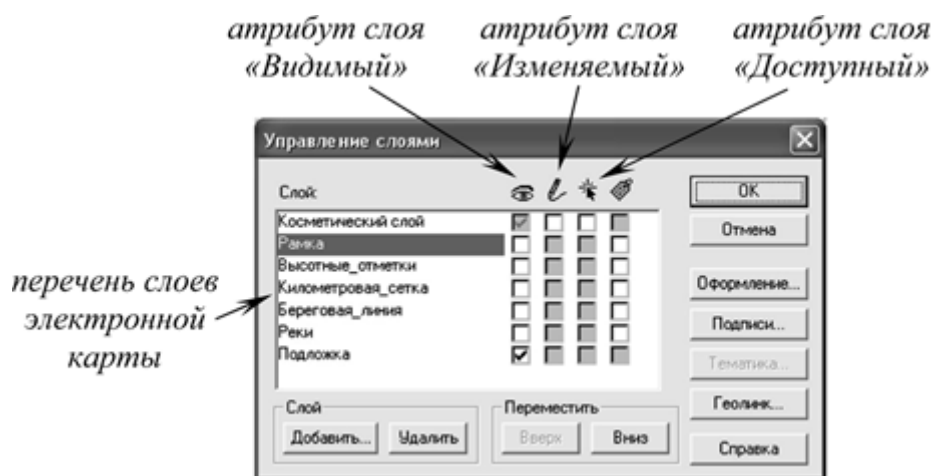 атрибут слоя
«Видимый»
атрибут слоя
«Изменяемый»
атрибут слоя
«Доступный»
Управление слоями
Слой:
OK
Косметический слой
Отмена
Рамка
Высотные_отметки
перечень слоев
электронной
карты
Километровая_сетка
Оформление...
Береговая_линия
Реки
Подписи...
Подложка
Тематика...
Слой
Переместить
Геолинк...
Добавить...
Удалить
Вверх
Вниз
Справка